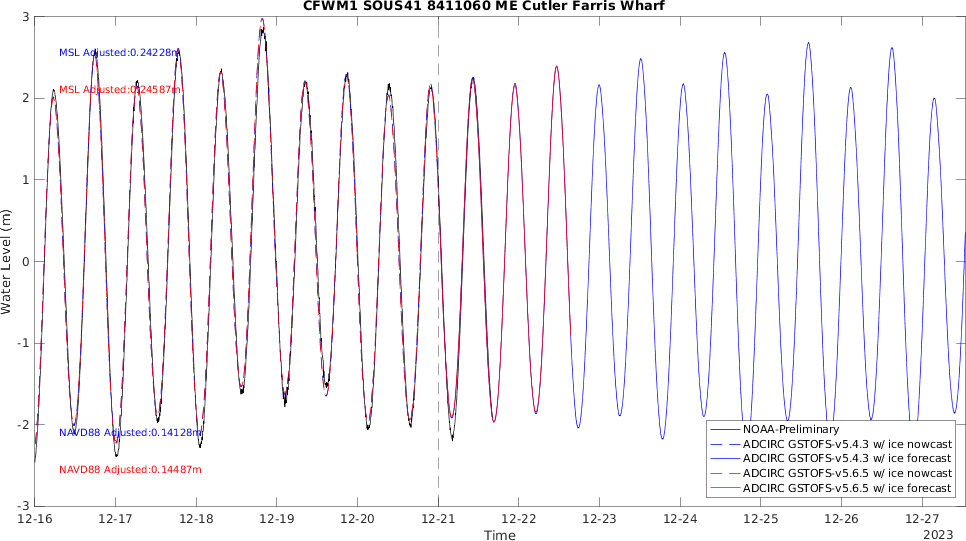 CFWM1 SOUS41 8411060 ME Cutler Farris Wharf
3
MSL Adjusted:0.24228m
MSL Adjusted:0.24587m
2
1
Water Level (m)
0
-1
-2
NAVD88 Adjusted:0.14128m
NAVD88 Adjusted:0.14487m
-3
NOAA-Preliminary
ADCIRC GSTOFS-v5.4.3 w/ ice nowcast
ADCIRC GSTOFS-v5.4.3 w/ ice forecast
ADCIRC GSTOFS-v5.6.5 w/ ice nowcast
ADCIRC GSTOFS-v5.6.5 w/ ice forecast
12-16 12-17 12-18 12-19 12-20 12-21 12-22 12-23 12-24 12-25 12-26 12-27
Time
2023